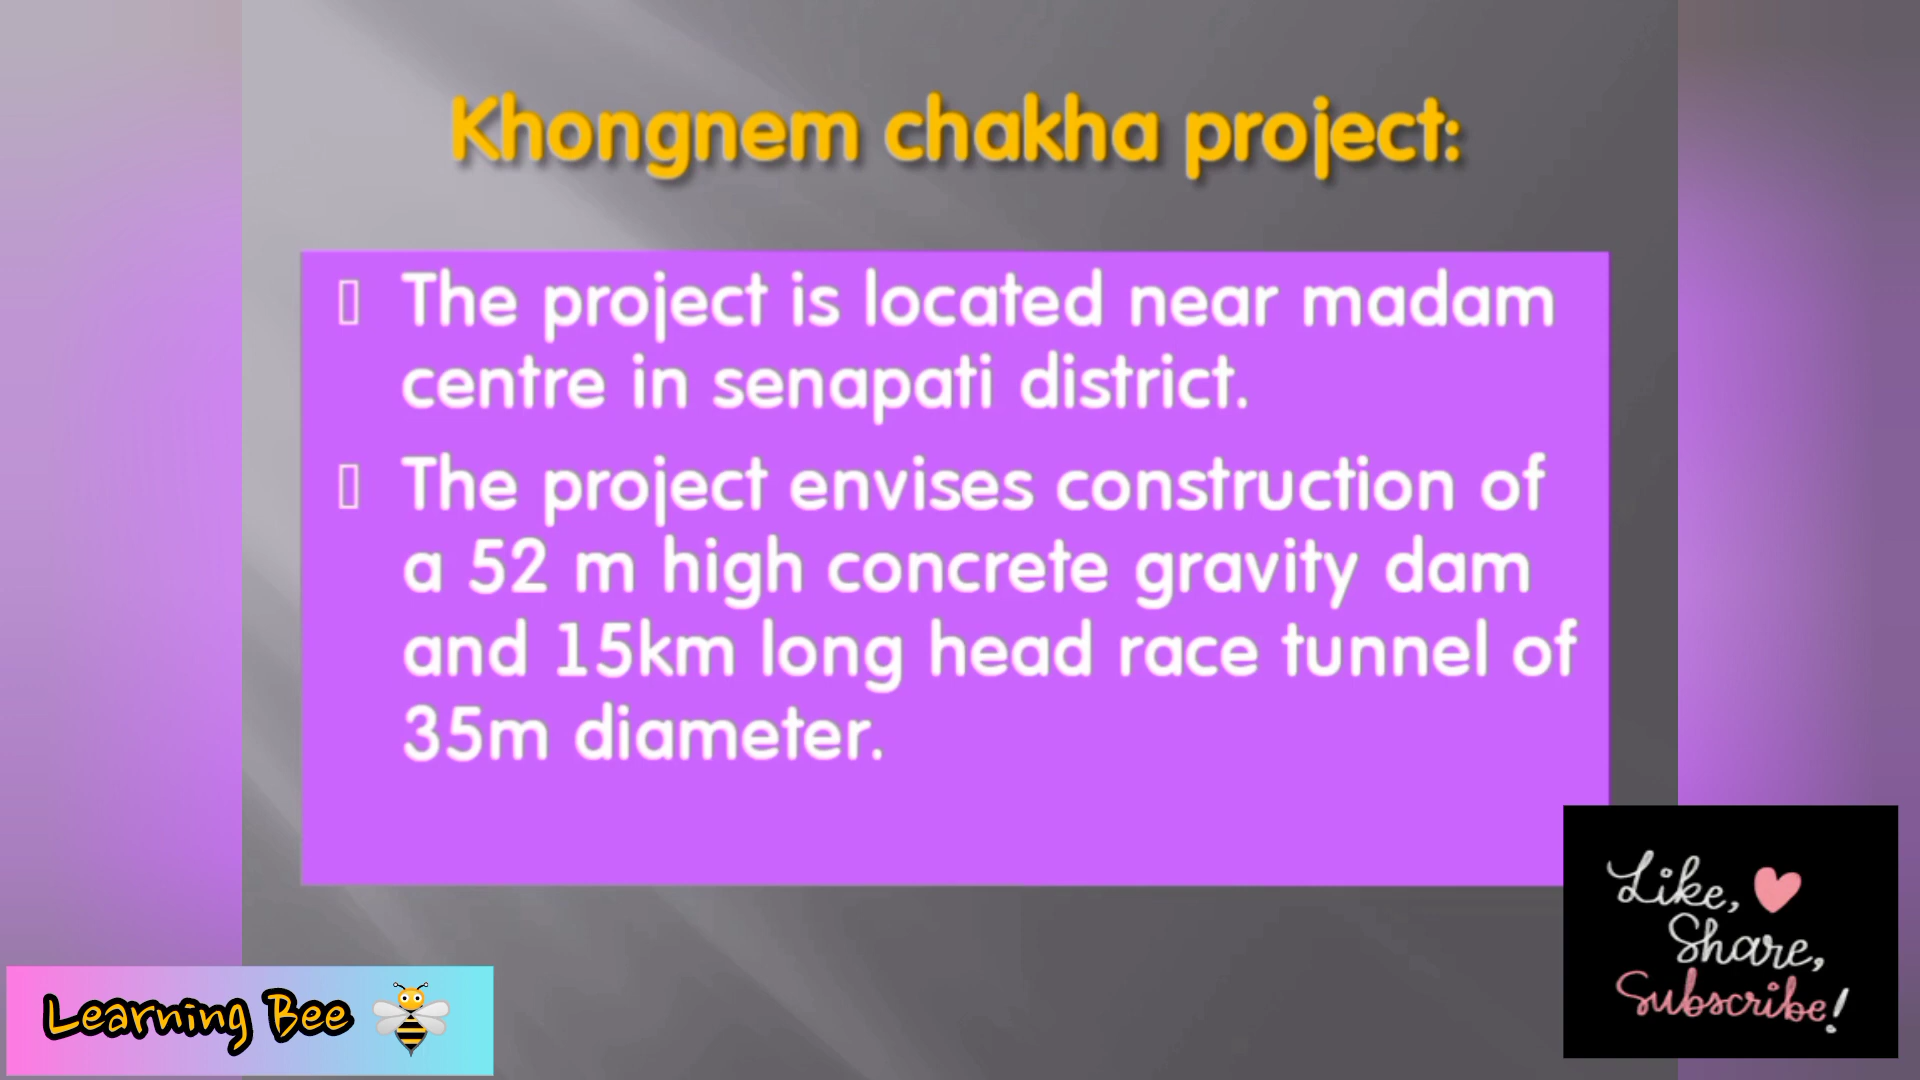 Khongnem chakha project:
The project is located near madam
centre in senapati district.
The project envises construction of
a 52 m high concrete gravity dam
and 15km long head race tunnel of
35m diameter.
Like,
Share,
Subscribe!
Learning Bee